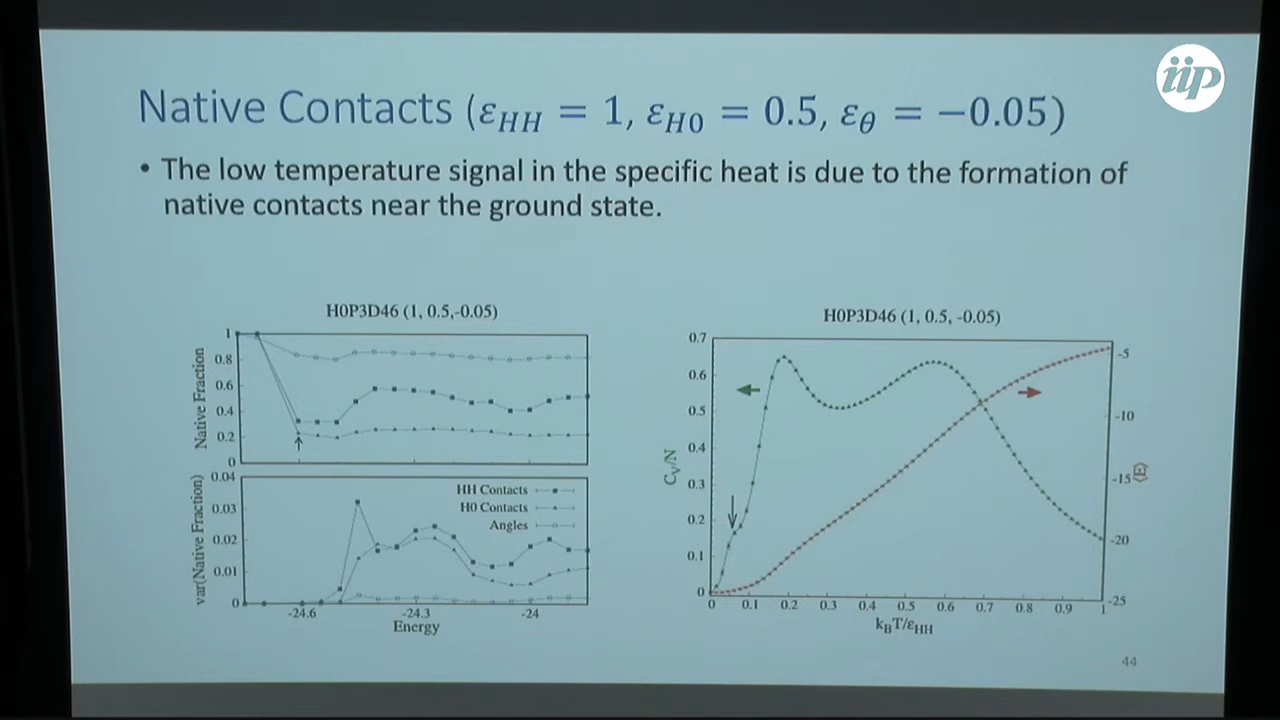 iip
Native Contacts (εHH = 1, εH0 = 0.5, εθ = −0.05)
• The low temperature signal in the specific heat is due to the formation of
native contacts near the ground state.
H0P3D46 (1, 0.5,-0.05)
Native Fraction
1
0.8
0.6
0.4
0.2
0
var(Native Fraction)
0.04
0.03
0.02
0.01
0
HH Contacts
H0 Contacts
Angles
-24.6
-24.3
-24
Energy
H0P3D46 (1, 0.5, -0.05)
CV/N
0.7
0.6
0.5
0.4
0.3
0.2
0.1
0
0
0.1
0.2
0.3
0.4
0.5
0.6
0.7
0.8
0.9
1
kBT/εHH
-5
-10
-15
-20
-25
⟨E⟩
44